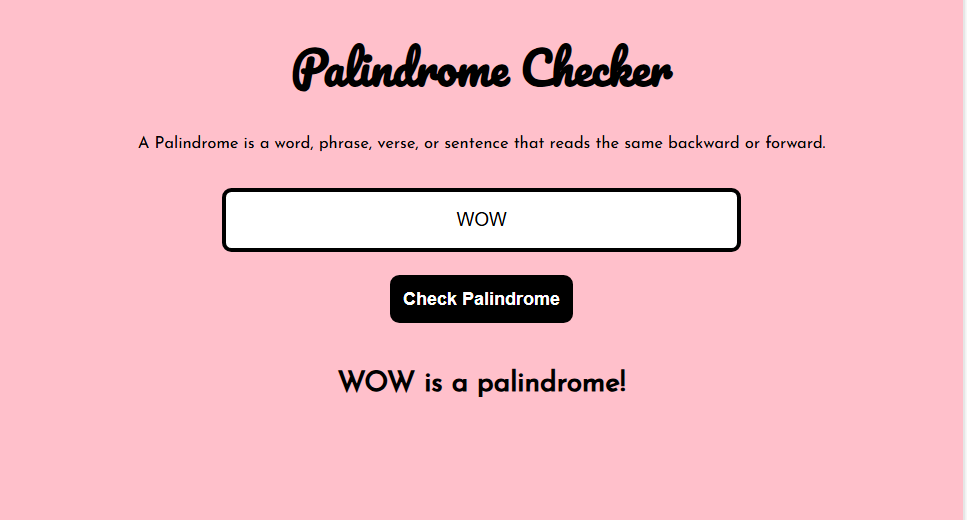 Palindrome Checker
A Palindrome is a word, phrase, verse, or sentence that reads the same backward or forward.
WOW
Check Palindrome
WOW is a palindrome!